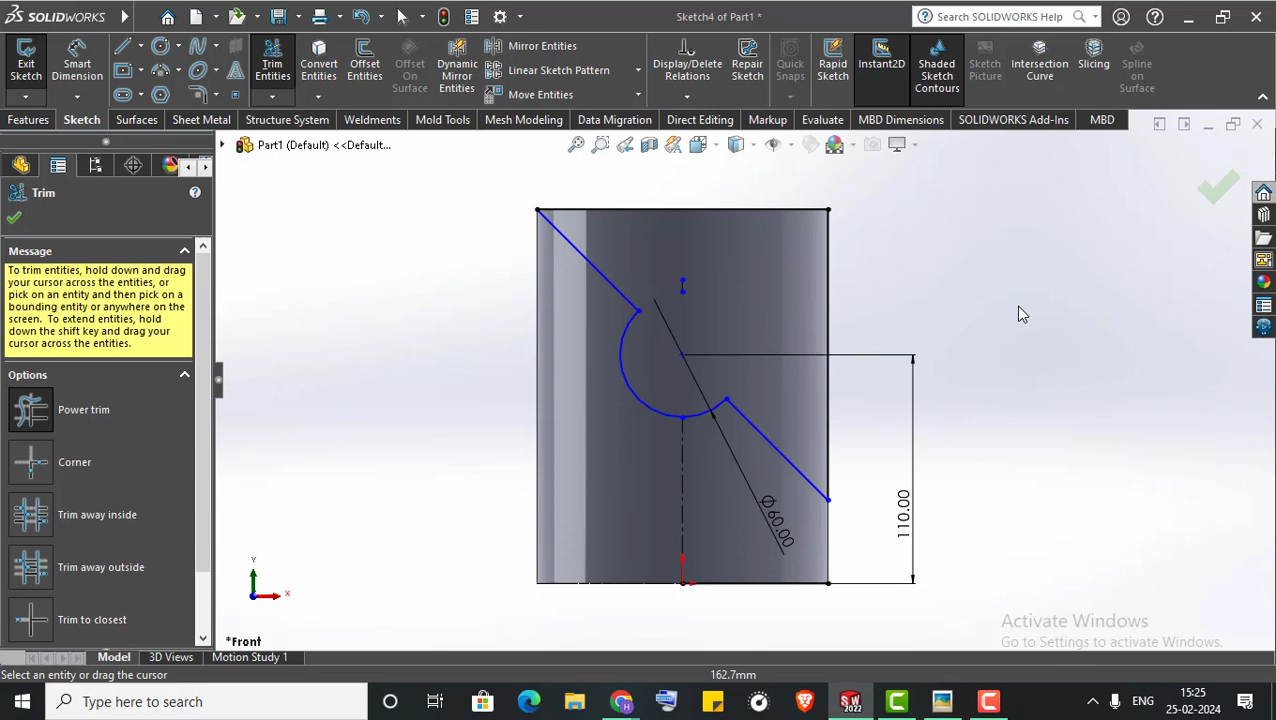 SOLIDWORKS
Sketch4 of Part1 *
Search SOLIDWORKS Help
Exit Sketch
Smart Dimension
Trim Entities
Convert Entities
Offset Entities
Offset On Surface
Dynamic Mirror Entities
Mirror Entities
Linear Sketch Pattern
Move Entities
Display/Delete Relations
Repair Sketch
Quick Snaps
Rapid Sketch
Instant2D
Shaded Sketch Contours
Sketch Picture
Intersection Curve
Slicing
Spline on Surface
Features Sketch Surfaces Sheet Metal Structure System Weldments Mold Tools Mesh Modeling Data Migration Direct Editing Markup Evaluate MBD Dimensions SOLIDWORKS Add-Ins MBD
Part1 (Default) <<Default...
Trim
Message
To trim entities, hold down and drag
your cursor across the entities, or
pick on an entity and then pick on a
bounding entity or anywhere on the
screen. To extend entities, hold
down the shift key and drag your
cursor across the entities.
Options
Power trim
Corner
Trim away inside
Trim away outside
Trim to closest
110.00
Ø60.00
Y
X
*Front
Activate Windows
Go to Settings to activate Windows.
Model 3D Views Motion Study 1
Select an entity or drag the cursor
162.7mm
Type here to search
SW
2022
ENG
15:25
25-02-2024